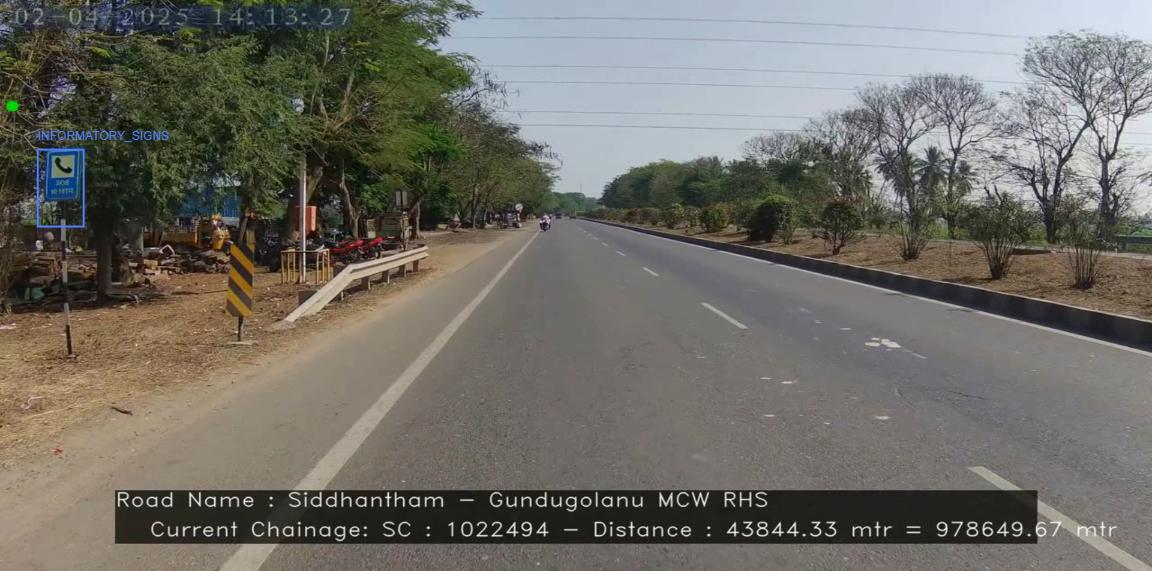 02-04-2025 14:13:27
INFORMATORY_SIGNS
Road Name : Siddhantham - Gundugolanu MCW RHS
Current Chainage: SC : 1022494 - Distance : 43844.33 mtr = 978649.67 mtr